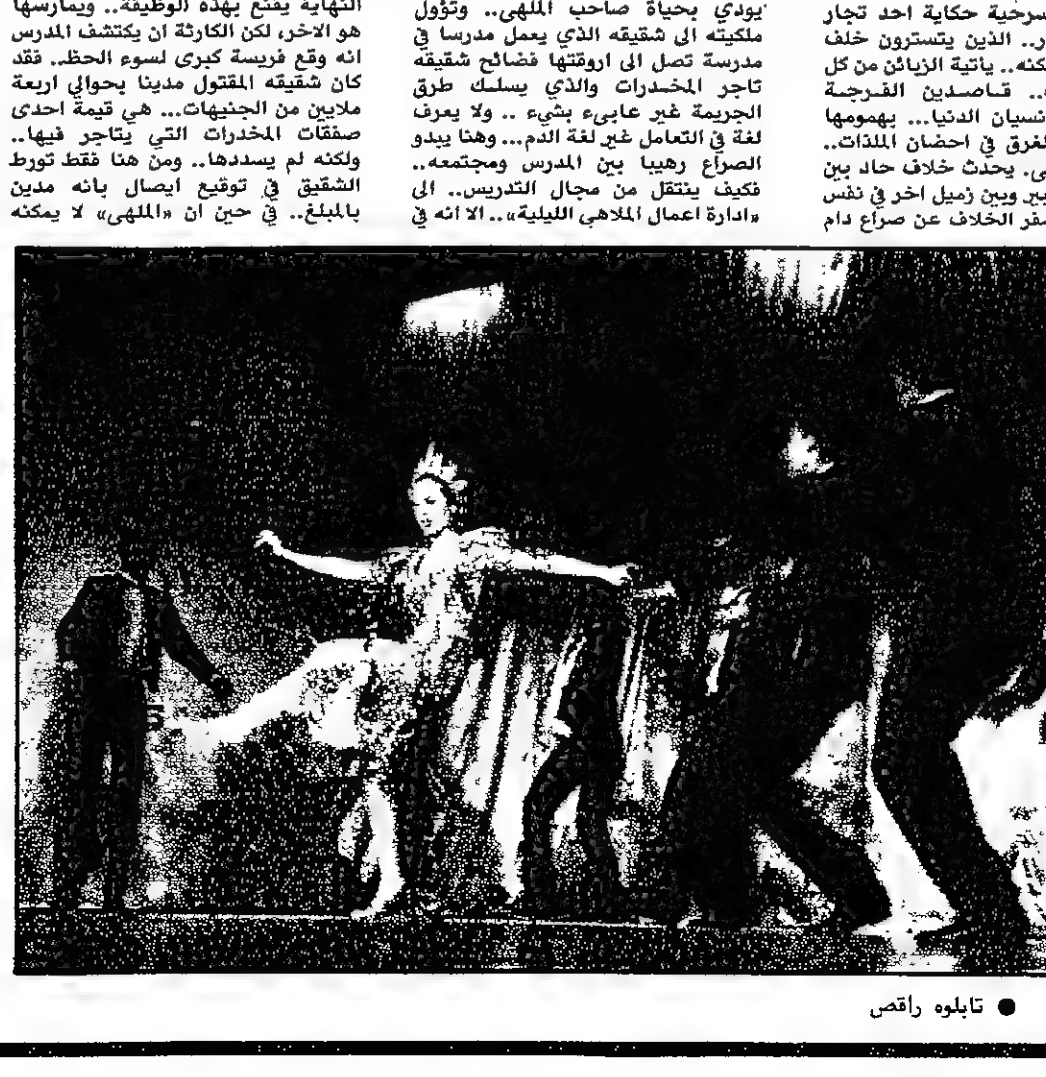 سرحية حكاية احد تجار
ر.. الذين يتسترون خلف
كنه.. يأتية الزبائن من كل
.. قاصدين الفرجة
نسيان الدنيا... بهمومها
لغرق في احضان الملذات..
ى. يحدث خلاف حاد بين
بير وبين زميل اخر في نفس
سفر الخلاف عن صراع دام
يودي بحياة صاحب الملهى.. وتؤول
ملكيته الى شقيقه الذي يعمل مدرسا في
مدرسة تصل الى اروقتها فضائح شقيقه
تاجر المخدرات والذي يسلك طرق
الجريمة غير عابىء بشيء .. ولا يعرف
لغة في التعامل غير لغة الدم... وهنا يبدو
الصراع رهيبا بين المدرس ومجتمعه..
فكيف ينتقل من مجال التدريس.. الى
«ادارة اعمال الملاهي الليلية».. الا انه في
النهاية يقنع بهذه الوظيفة.. ويمارسها
هو الاخر، لكن الكارثة ان يكتشف المدرس
انه وقع فريسة كبرى لسوء الحظ.. فقد
كان شقيقه المقتول مدينا بحوالي اربعة
ملايين من الجنيهات... هي قيمة احدى
صفقات المخدرات التي يتاجر فيها..
ولكنه لم يسددها.. ومن هنا فقط تورط
الشقيق في توقيع ايصال بانه مدين
بالمبلغ.. في حين ان «الملهى» لا يمكنه
● تابلوه راقص